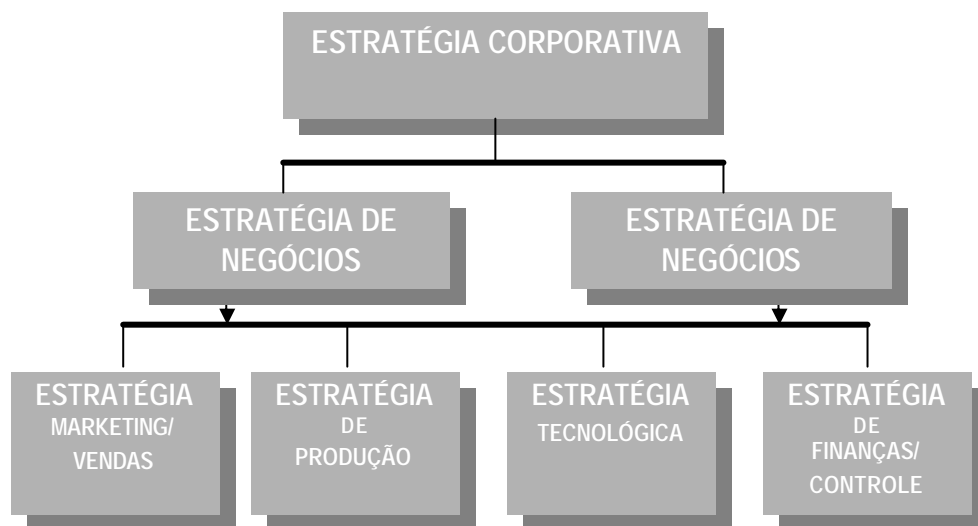 ESTRATÉGIA CORPORATIVA
ESTRATÉGIA DE
NEGÓCIOS
ESTRATÉGIA DE
NEGÓCIOS
ESTRATÉGIA
MARKETING/
VENDAS
ESTRATÉGIA
DE
PRODUÇÃO
ESTRATÉGIA
TECNOLÓGICA
ESTRATÉGIA
DE
FINANÇAS/
CONTROLE